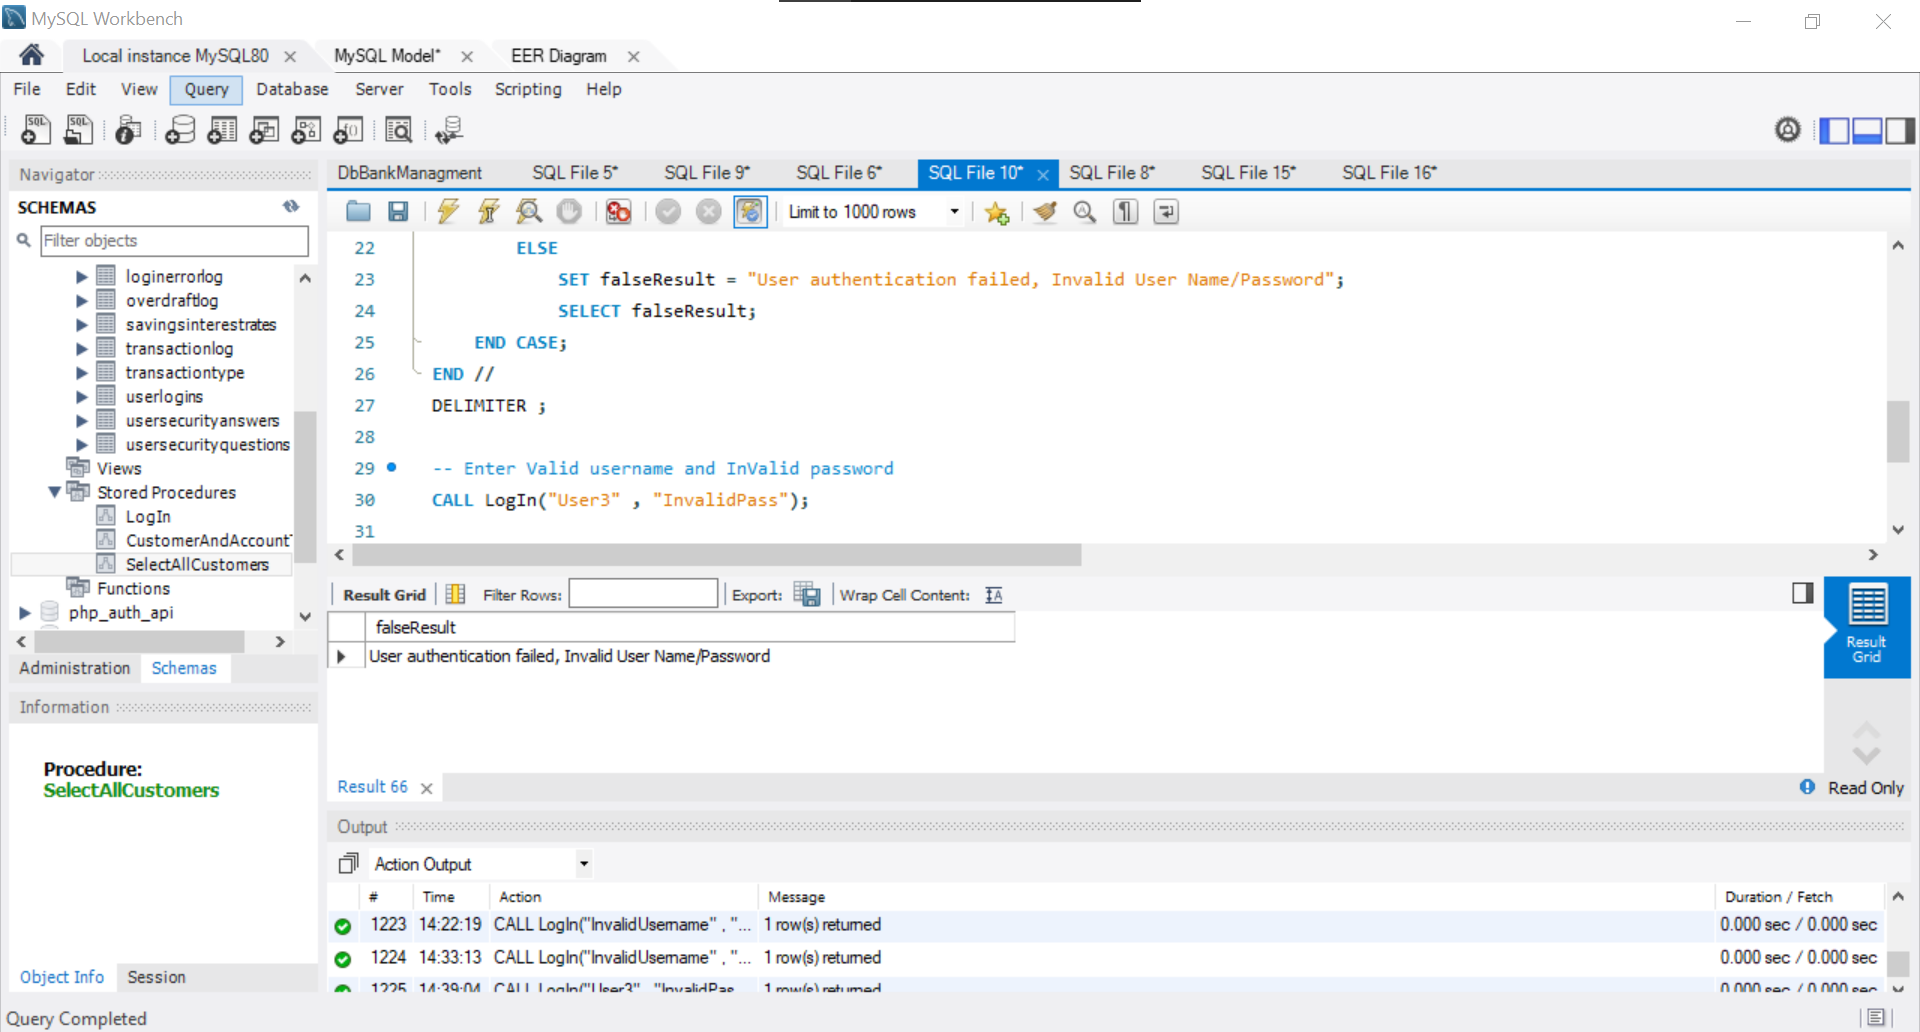 MySQL Workbench
Local instance MySQL80
MySQL Model*
EER Diagram
File Edit View Query Database Server Tools Scripting Help
Navigator
SCHEMAS
Filter objects
loginerrorlog
overdraftlog
savingsinterestrates
transactionlog
transactiontype
userlogins
usersecurityanswers
usersecurityquestions
Views
Stored Procedures
LogIn
CustomerAndAccount
SelectAllCustomers
Functions
php_auth_api
Administration Schemas
Information
Procedure:
SelectAllCustomers
Object Info Session
DbBankManagment SQL File 5* SQL File 9* SQL File 6* SQL File 10* SQL File 8* SQL File 15* SQL File 16*
Limit to 1000 rows
22 ELSE
23 SET falseResult = "User authentication failed, Invalid User Name/Password";
24 SELECT falseResult;
25 END CASE;
26 END //
27 DELIMITER ;
28
29 -- Enter Valid username and InValid password
30 CALL LogIn("User3" , "InvalidPass");
31
Result Grid Filter Rows: Export: Wrap Cell Content:
falseResult
User authentication failed, Invalid User Name/Password
Result Grid
Result 66
Read Only
Output
Action Output
# Time Action Message Duration / Fetch
1223 14:22:19 CALL LogIn("InvalidUsername" , "... 1 row(s) returned 0.000 sec / 0.000 sec
1224 14:33:13 CALL LogIn("InvalidUsername" , "... 1 row(s) returned 0.000 sec / 0.000 sec
1225 14:39:04 CALL LogIn("User3" , "InvalidPas... 1 row(s) returned 0.000 sec / 0.000 sec
Query Completed